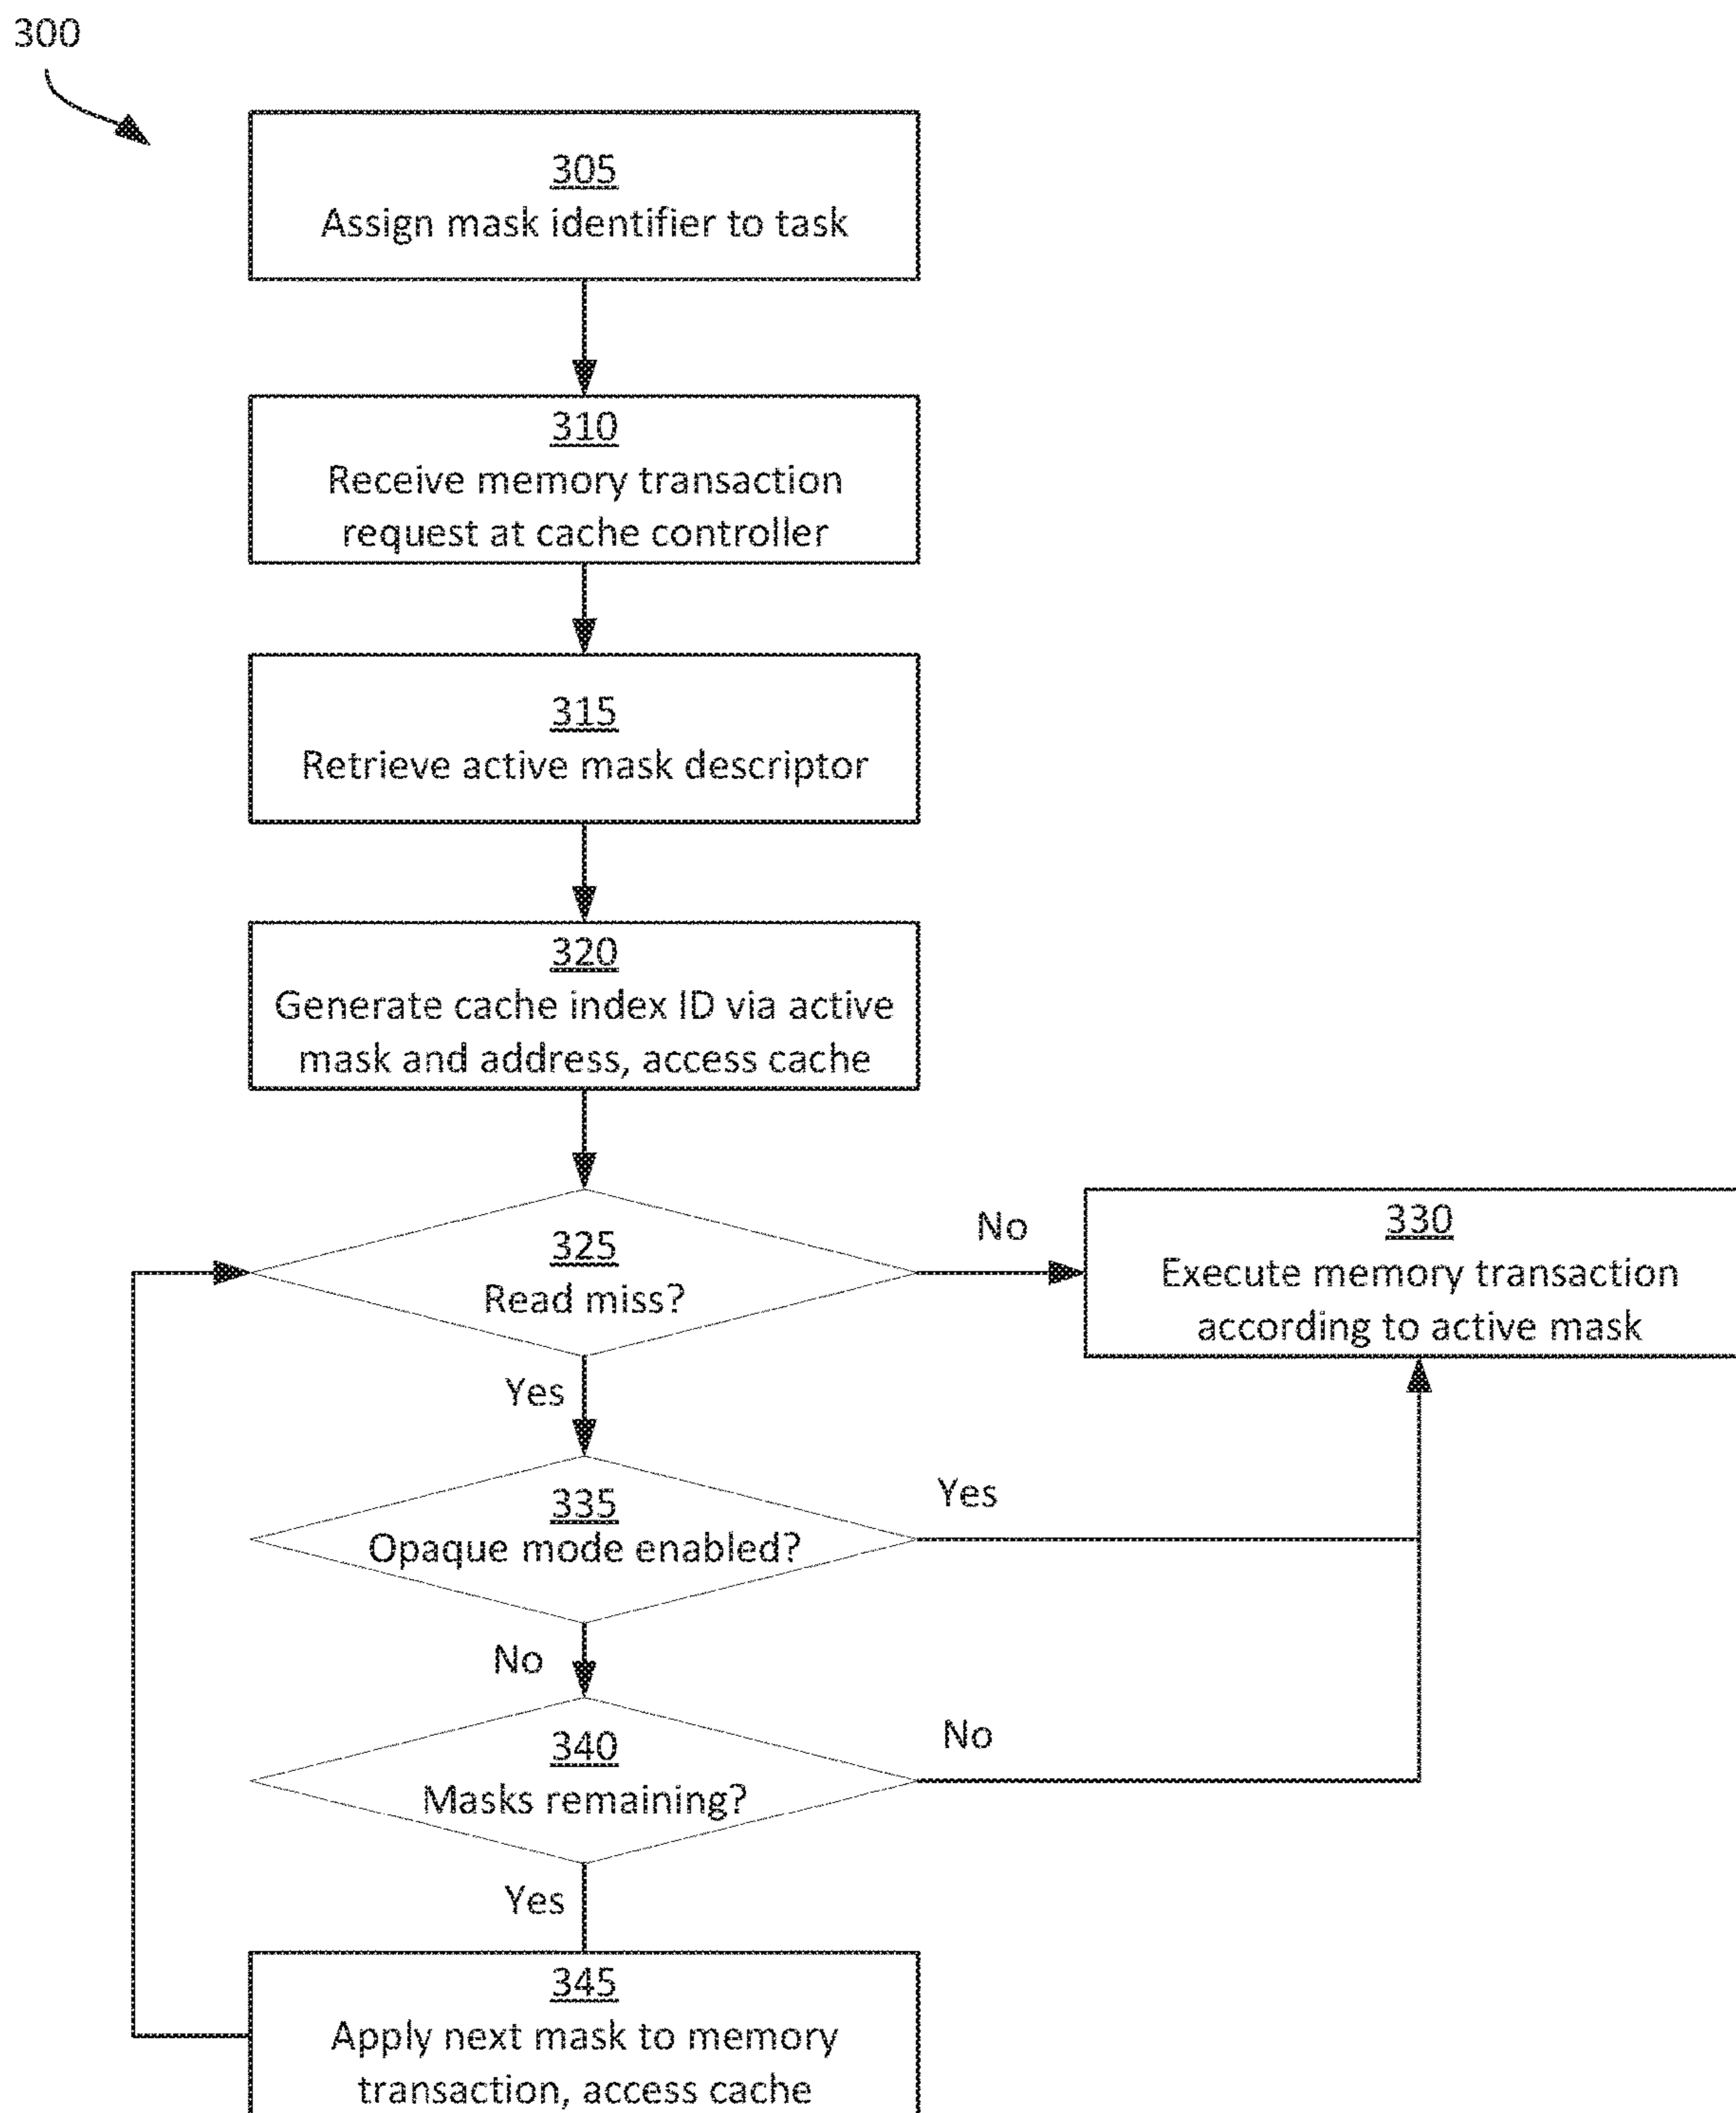 300
305
Assign mask identifier to task
310
Receive memory transaction
request at cache controller
315
Retrieve active mask descriptor
320
Generate cache index ID via active
mask and address, access cache
325
Read miss?
No
330
Execute memory transaction
according to active mask
Yes
335
Opaque mode enabled?
Yes
No
340
Masks remaining?
No
Yes
345
Apply next mask to memory
transaction, access cache